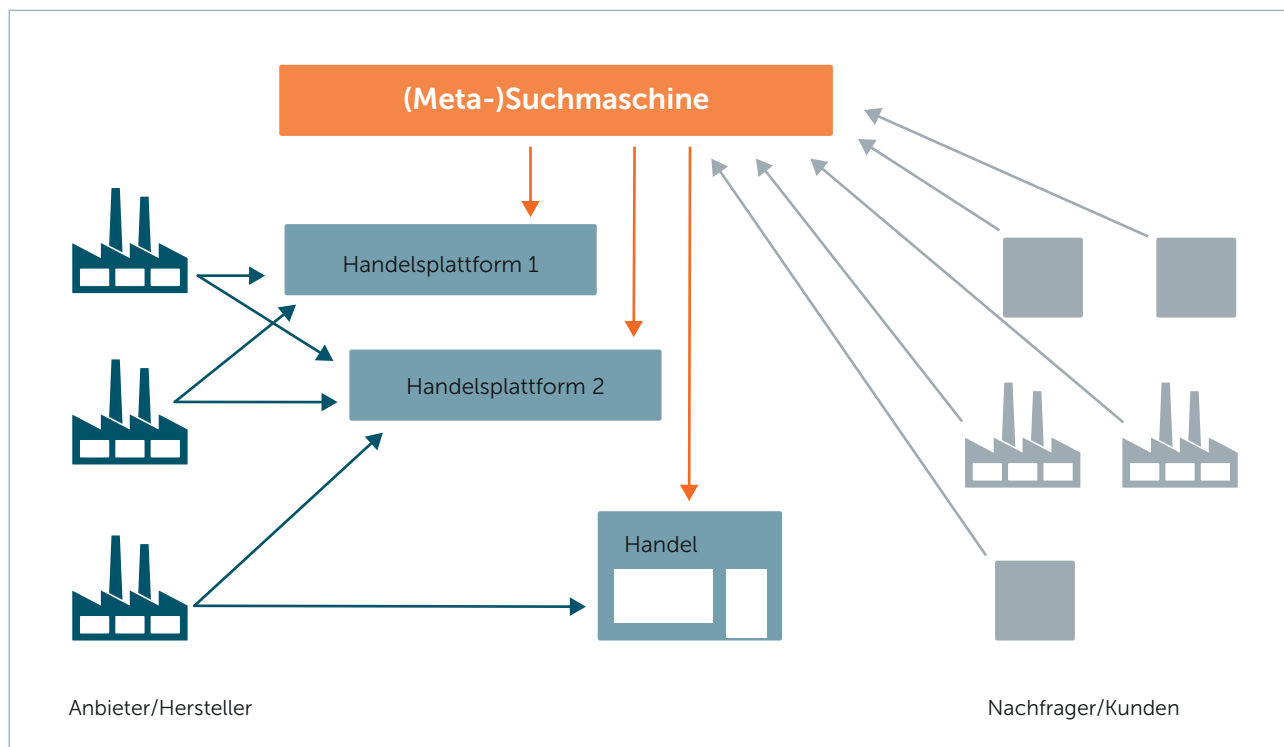 (Meta-)Suchmaschine
Handelsplattform 1
Handelsplattform 2
Handel
Anbieter/Hersteller
Nachfrager/Kunden